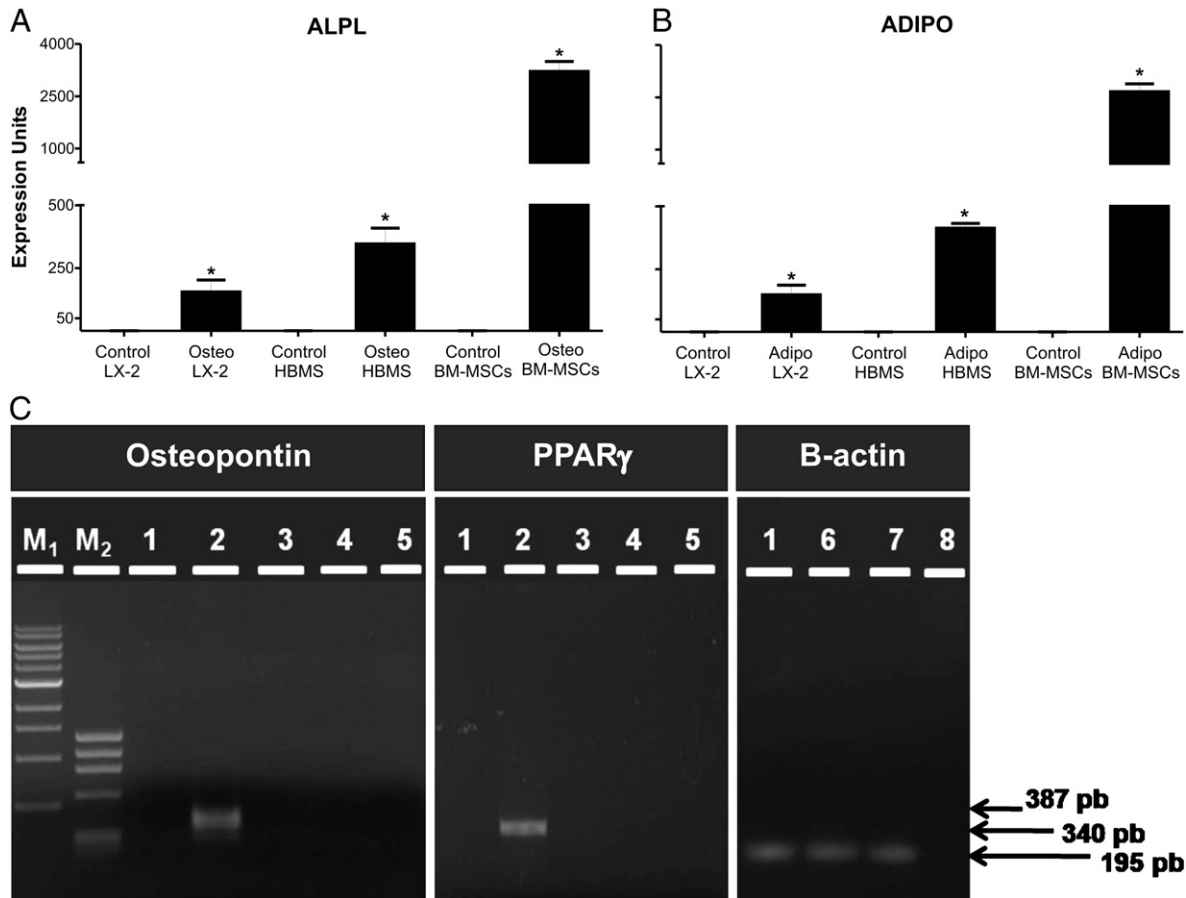 A
ALPL
Expression Units
4000
2500
1000
500
250
50
*
*
*
Control LX-2
Osteo LX-2
Control HBMS
Osteo HBMS
Control BM-MSCs
Osteo BM-MSCs
B
ADIPO
*
*
*
Control LX-2
Adipo LX-2
Control HBMS
Adipo HBMS
Control BM-MSCs
Adipo BM-MSCs
C
Osteopontin
PPARγ
B-actin
M₁ M₂ 1 2 3 4 5
1 2 3 4 5
1 6 7 8
387 pb
340 pb
195 pb